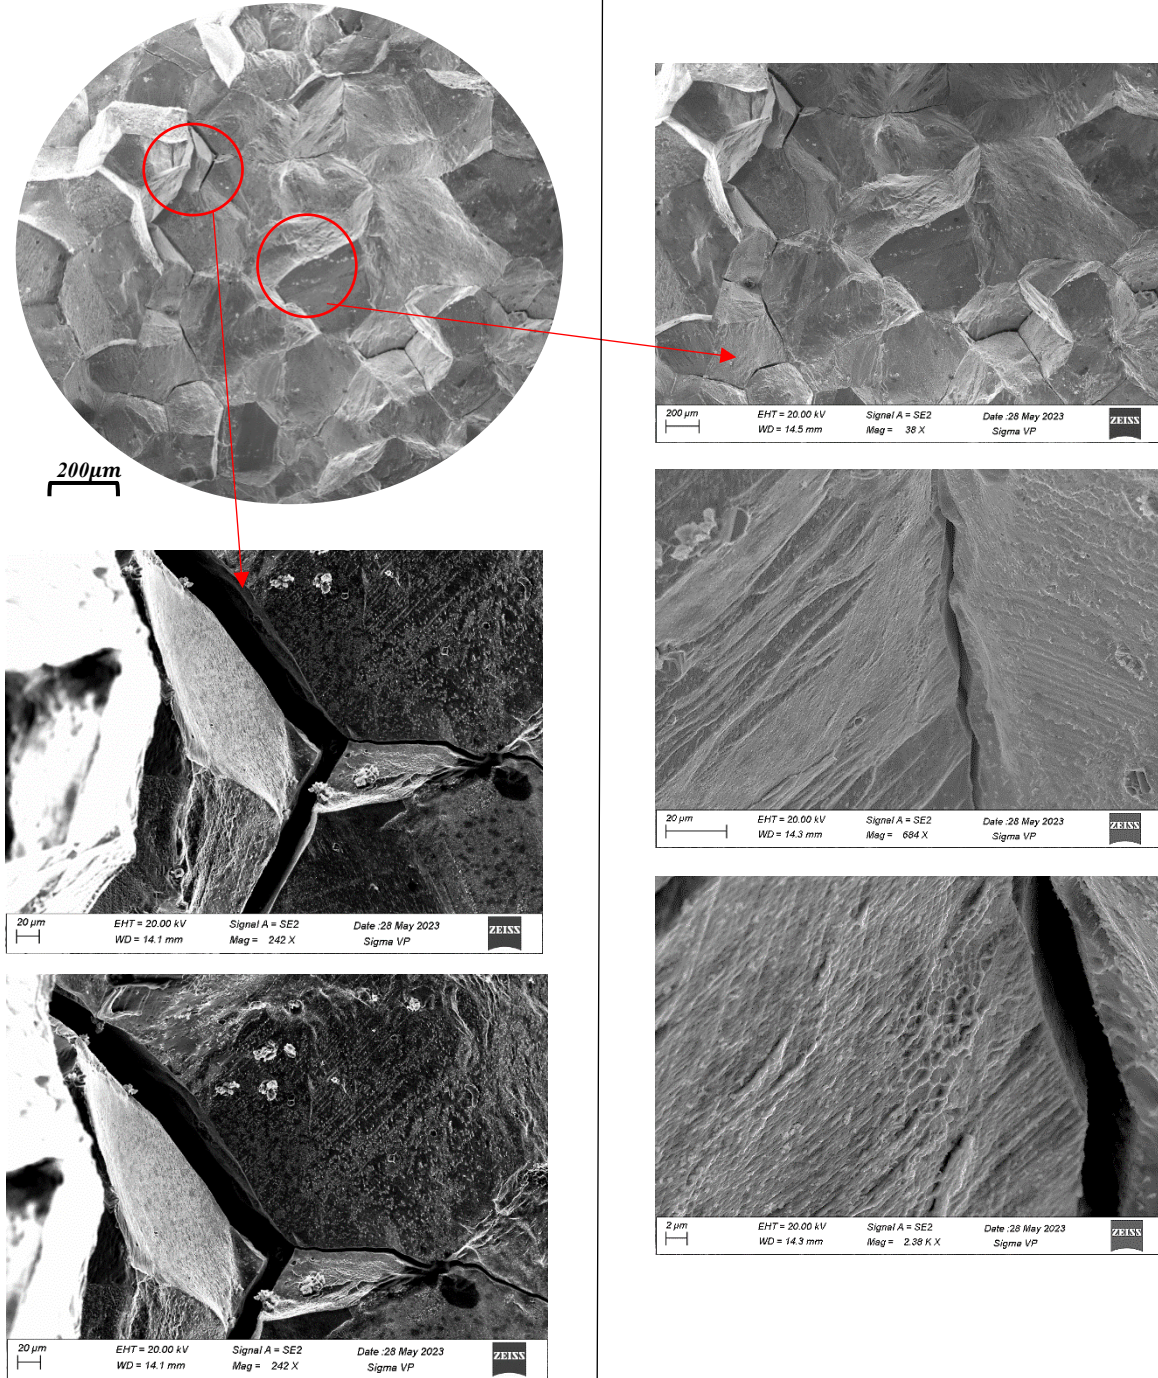 200μm
20 μm
EHT = 20.00 kV
Signal A = SE2
Date :28 May 2023
ZEISS
WD = 14.1 mm
Mag = 242 X
Sigma VP
20 μm
EHT = 20.00 kV
Signal A = SE2
Date :28 May 2023
ZEISS
WD = 14.1 mm
Mag = 242 X
Sigma VP
200 μm
EHT = 20.00 kV
Signal A = SE2
Date :28 May 2023
ZEISS
WD = 14.5 mm
Mag = 38 X
Sigma VP
20 μm
EHT = 20.00 kV
Signal A = SE2
Date :28 May 2023
ZEISS
WD = 14.3 mm
Mag = 684 X
Sigma VP
2 μm
EHT = 20.00 kV
Signal A = SE2
Date :28 May 2023
ZEISS
WD = 14.3 mm
Mag = 2.38 K X
Sigma VP